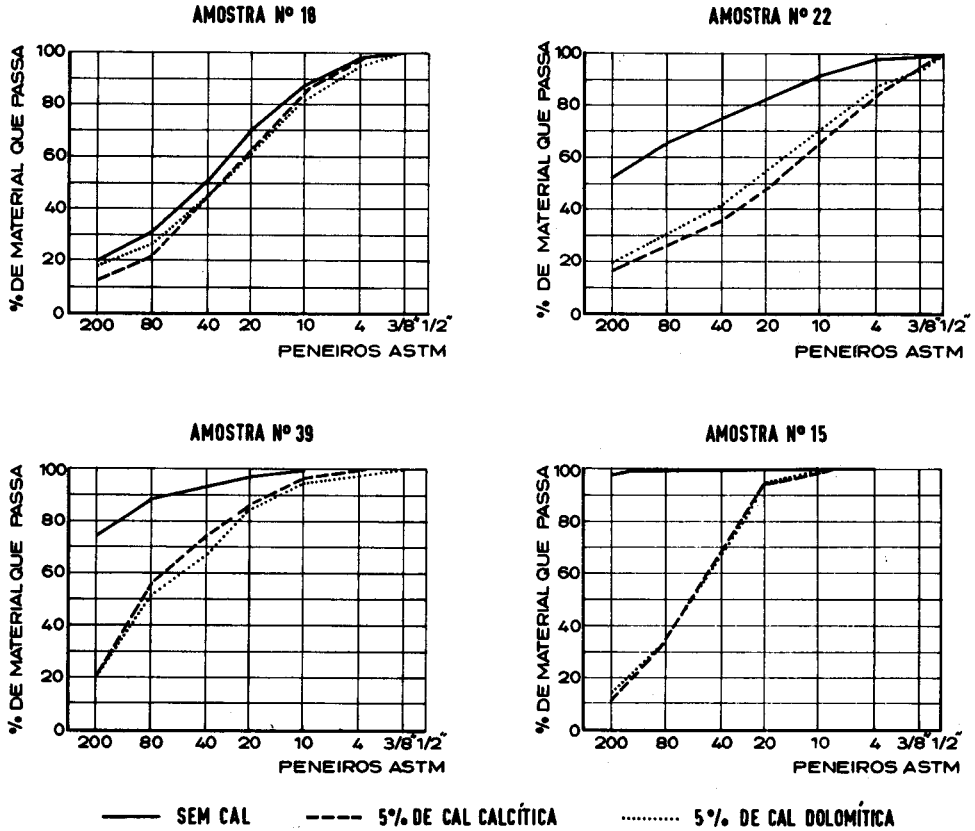 AMOSTRA Nº 18
% DE MATERIAL QUE PASSA
100
80
60
40
20
0
200 80 40 20 10 4 3/8" 1/2"
PENEIROS ASTM
AMOSTRA Nº 22
% DE MATERIAL QUE PASSA
100
80
60
40
20
0
200 80 40 20 10 4 3/8" 1/2"
PENEIROS ASTM
AMOSTRA Nº 39
% DE MATERIAL QUE PASSA
100
80
60
40
20
0
200 80 40 20 10 4 3/8" 1/2"
PENEIROS ASTM
AMOSTRA Nº 15
% DE MATERIAL QUE PASSA
100
80
60
40
20
0
200 80 40 20 10 4 3/8" 1/2"
PENEIROS ASTM
SEM CAL 5% DE CAL CALCÍTICA 5% DE CAL DOLOMÍTICA